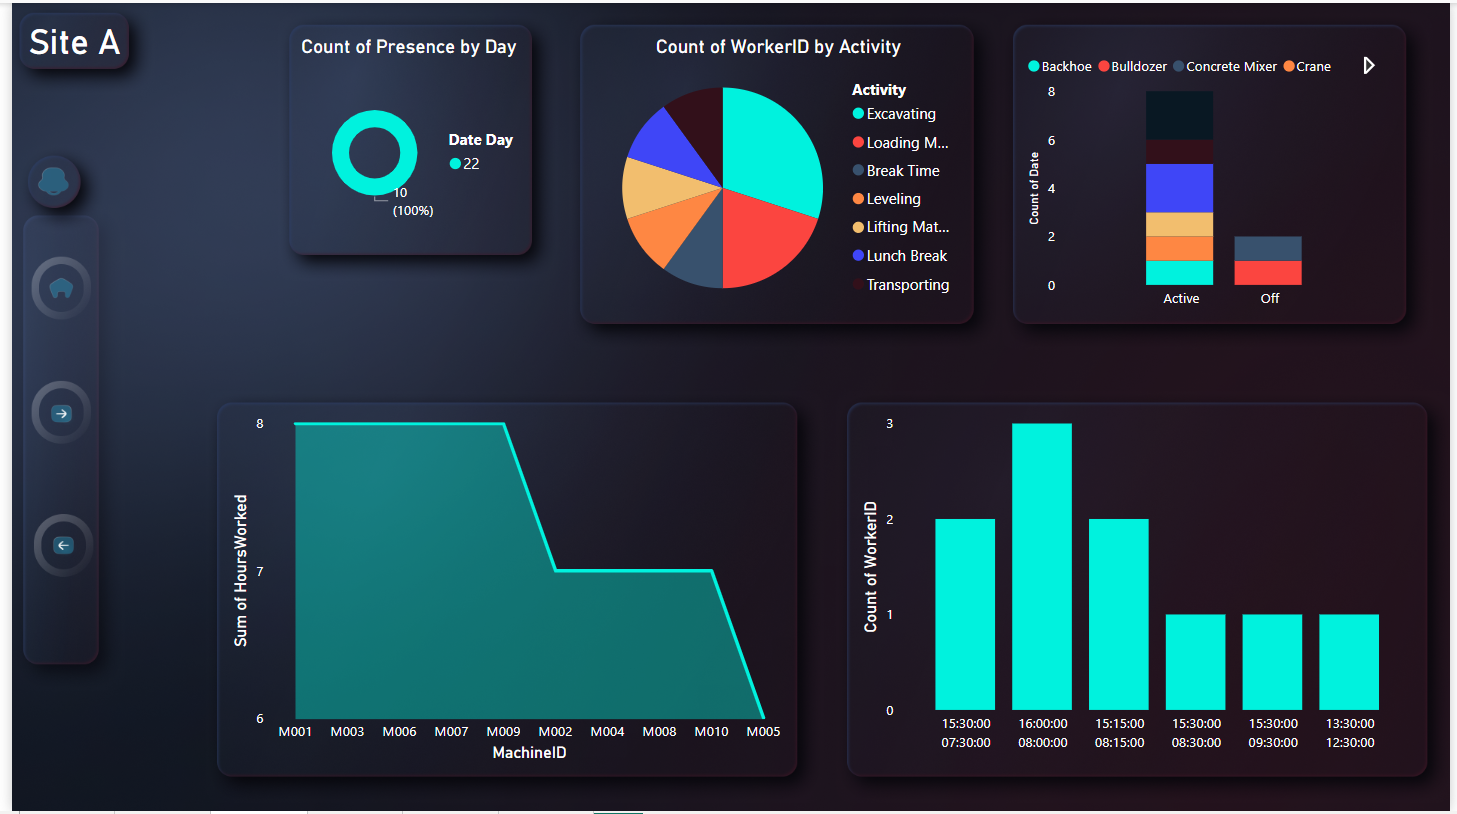 Site A
Count of Presence by Day
Date Day
22
10
(100%)
Count of WorkerID by Activity
Activity
Excavating
Loading M...
Break Time
Leveling
Lifting Mat...
Lunch Break
Transporting
Backhoe Bulldozer Concrete Mixer Crane
Count of Date
8
6
4
2
0
Active Off
Sum of HoursWorked
8
7
6
M001 M003 M006 M007 M009 M002 M004 M008 M010 M005
MachineID
Count of WorkerID
3
2
1
0
15:30:00 16:00:00 15:15:00 15:30:00 15:30:00 13:30:00
07:30:00 08:00:00 08:15:00 08:30:00 09:30:00 12:30:00